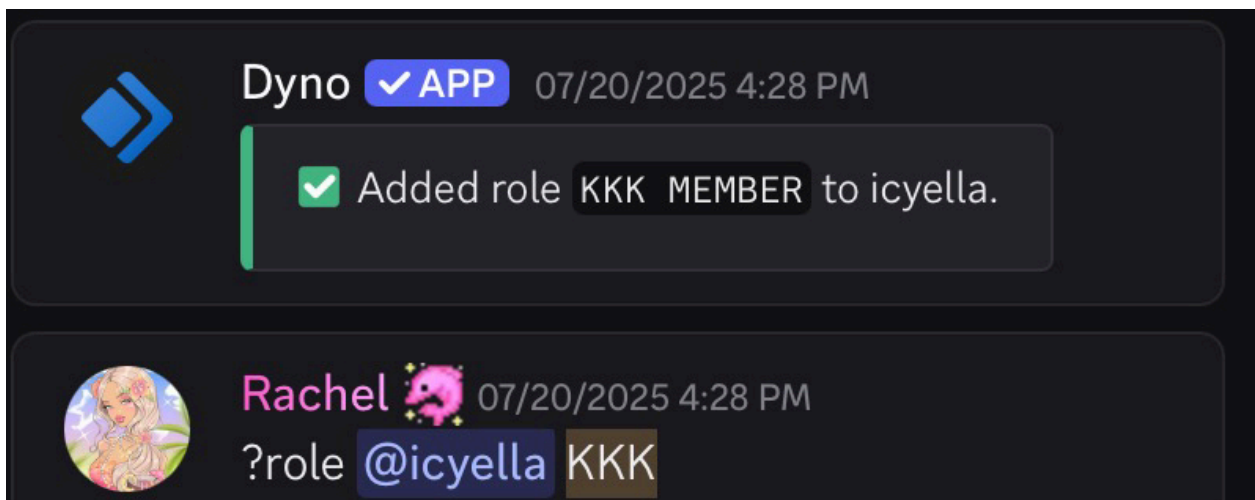 Dyno ✓ APP 07/20/2025 4:28 PM
✅ Added role KKK MEMBER to icyella.
Rachel 07/20/2025 4:28 PM
?role @icyella KKK